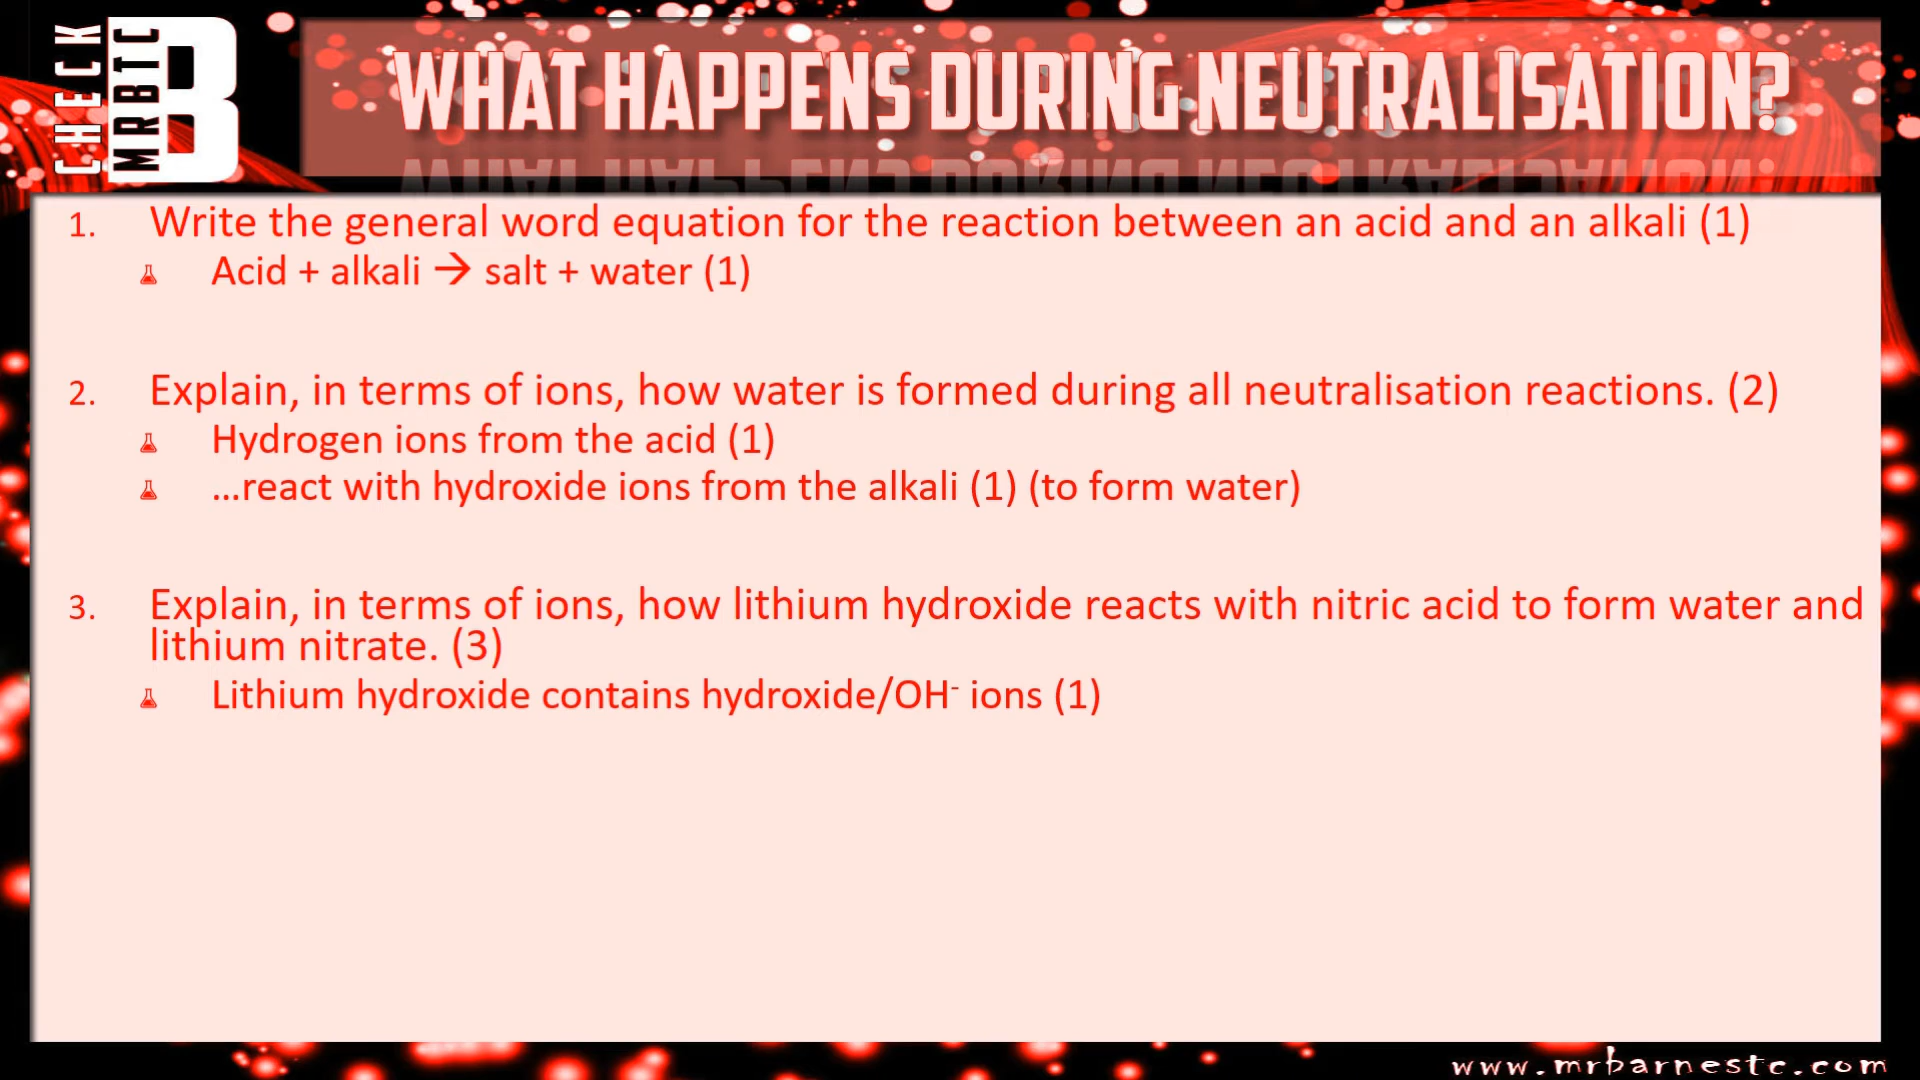 CHECK
MRBTC
B
WHAT HAPPENS DURING NEUTRALISATION?
1. Write the general word equation for the reaction between an acid and an alkali (1)
Acid + alkali → salt + water (1)
2. Explain, in terms of ions, how water is formed during all neutralisation reactions. (2)
Hydrogen ions from the acid (1)
...react with hydroxide ions from the alkali (1) (to form water)
3. Explain, in terms of ions, how lithium hydroxide reacts with nitric acid to form water and
lithium nitrate. (3)
Lithium hydroxide contains hydroxide/OH⁻ ions (1)
www.mrbarnestc.com